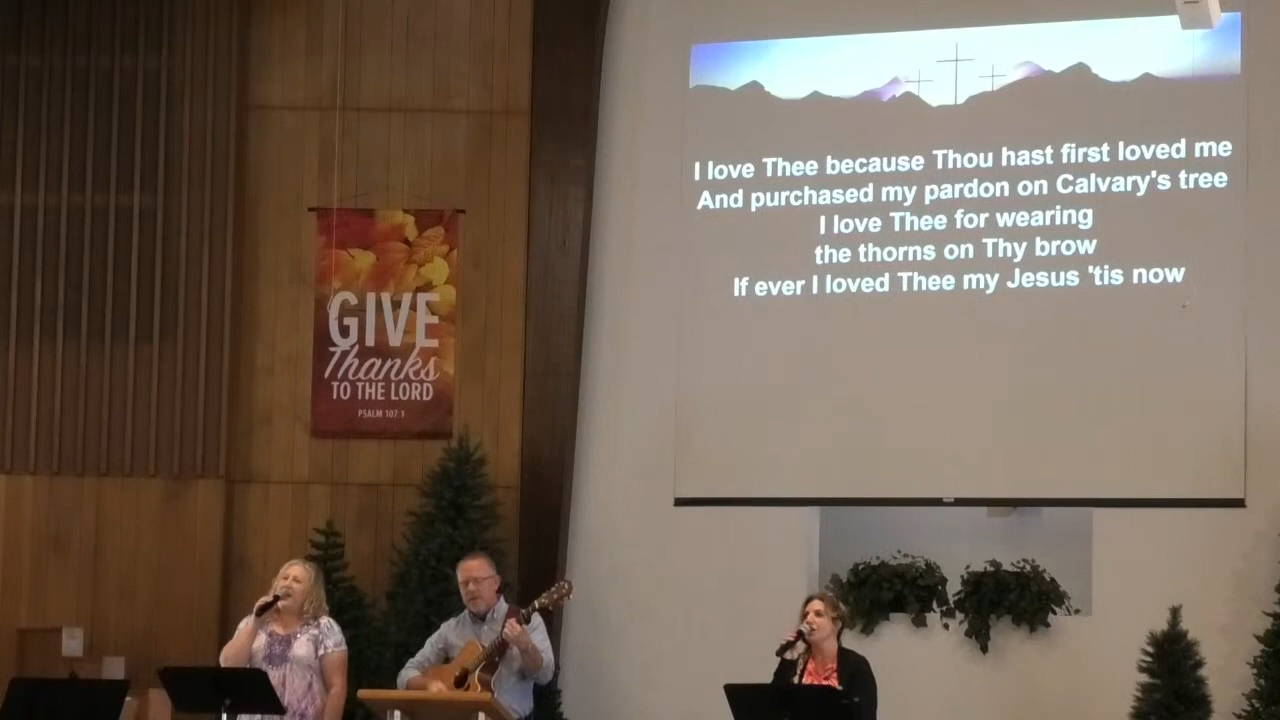 I love Thee because Thou hast first loved me
And purchased my pardon on Calvary's tree
I love Thee for wearing
the thorns on Thy brow
If ever I loved Thee my Jesus 'tis now
GIVE
Thanks
TO THE LORD
PSALM 107:1